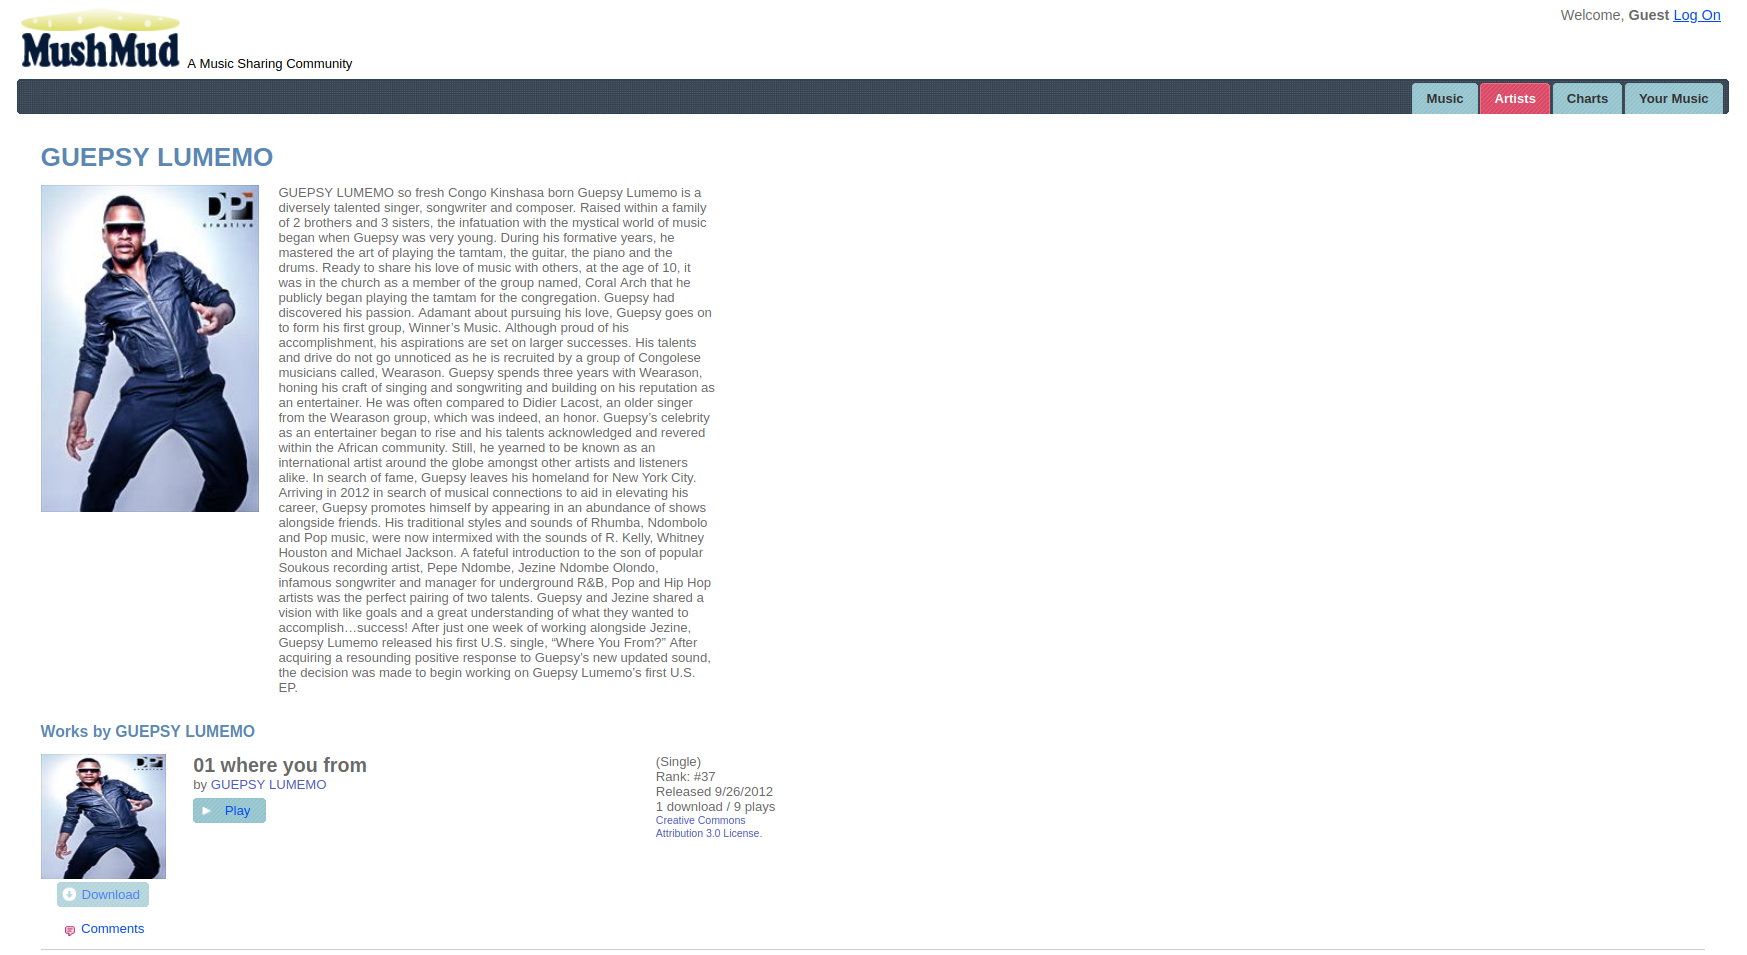 MushMud
A Music Sharing Community
Welcome, Guest Log On
Music
Artists
Charts
Your Music
GUEPSY LUMEMO
DPi
creative
GUEPSY LUMEMO so fresh Congo Kinshasa born Guepsy Lumemo is a
diversely talented singer, songwriter and composer. Raised within a family
of 2 brothers and 3 sisters, the infatuation with the mystical world of music
began when Guepsy was very young. During his formative years, he
mastered the art of playing the tamtam, the guitar, the piano and the
drums. Ready to share his love of music with others, at the age of 10, it
was in the church as a member of the group named, Coral Arch that he
publicly began playing the tamtam for the congregation. Guepsy had
discovered his passion. Adamant about pursuing his love, Guepsy goes on
to form his first group, Winner’s Music. Although proud of his
accomplishment, his aspirations are set on larger successes. His talents
and drive do not go unnoticed as he is recruited by a group of Congolese
musicians called, Wearason. Guepsy spends three years with Wearason,
honing his craft of singing and songwriting and building on his reputation as
an entertainer. He was often compared to Didier Lacost, an older singer
from the Wearason group, which was indeed, an honor. Guepsy’s celebrity
as an entertainer began to rise and his talents acknowledged and revered
within the African community. Still, he yearned to be known as an
international artist around the globe amongst other artists and listeners
alike. In search of fame, Guepsy leaves his homeland for New York City.
Arriving in 2012 in search of musical connections to aid in elevating his
career, Guepsy promotes himself by appearing in an abundance of shows
alongside friends. His traditional styles and sounds of Rhumba, Ndombolo
and Pop music, were now intermixed with the sounds of R. Kelly, Whitney
Houston and Michael Jackson. A fateful introduction to the son of popular
Soukous recording artist, Pepe Ndombe, Jezine Ndombe Olondo,
infamous songwriter and manager for underground R&B, Pop and Hip Hop
artists was the perfect pairing of two talents. Guepsy and Jezine shared a
vision with like goals and a great understanding of what they wanted to
accomplish…success! After just one week of working alongside Jezine,
Guepsy Lumemo released his first U.S. single, “Where You From?” After
acquiring a resounding positive response to Guepsy’s new updated sound,
the decision was made to begin working on Guepsy Lumemo’s first U.S.
EP.
Works by GUEPSY LUMEMO
DPi
creative
01 where you from
by GUEPSY LUMEMO
Play
(Single)
Rank: #37
Released 9/26/2012
1 download / 9 plays
Creative Commons
Attribution 3.0 License.
Download
Comments